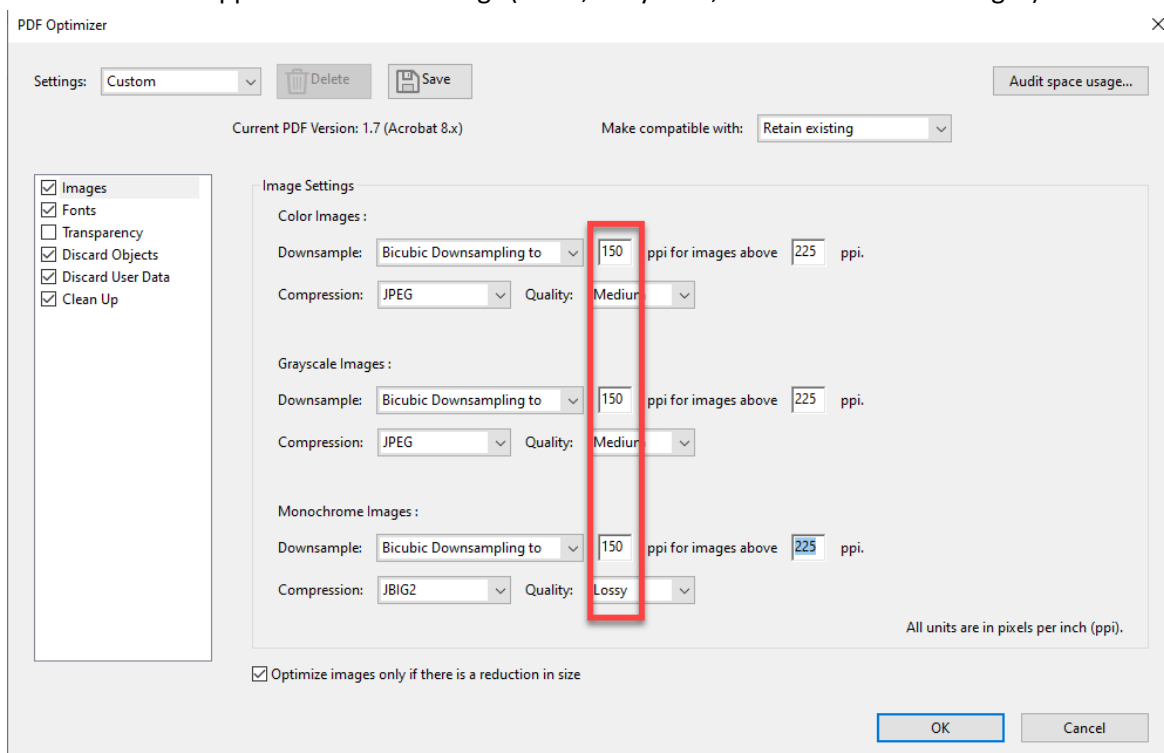 PDF Optimizer
Settings: Custom Delete Save Audit space usage...
Current PDF Version: 1.7 (Acrobat 8.x) Make compatible with: Retain existing
Images
Fonts
Transparency
Discard Objects
Discard User Data
Clean Up
Image Settings
Color Images :
Downsample: Bicubic Downsampling to 150 ppi for images above 225 ppi.
Compression: JPEG Quality: Medium
Grayscale Images :
Downsample: Bicubic Downsampling to 150 ppi for images above 225 ppi.
Compression: JPEG Quality: Medium
Monochrome Images :
Downsample: Bicubic Downsampling to 150 ppi for images above 225 ppi.
Compression: JBIG2 Quality: Lossy
All units are in pixels per inch (ppi).
Optimize images only if there is a reduction in size
OK Cancel